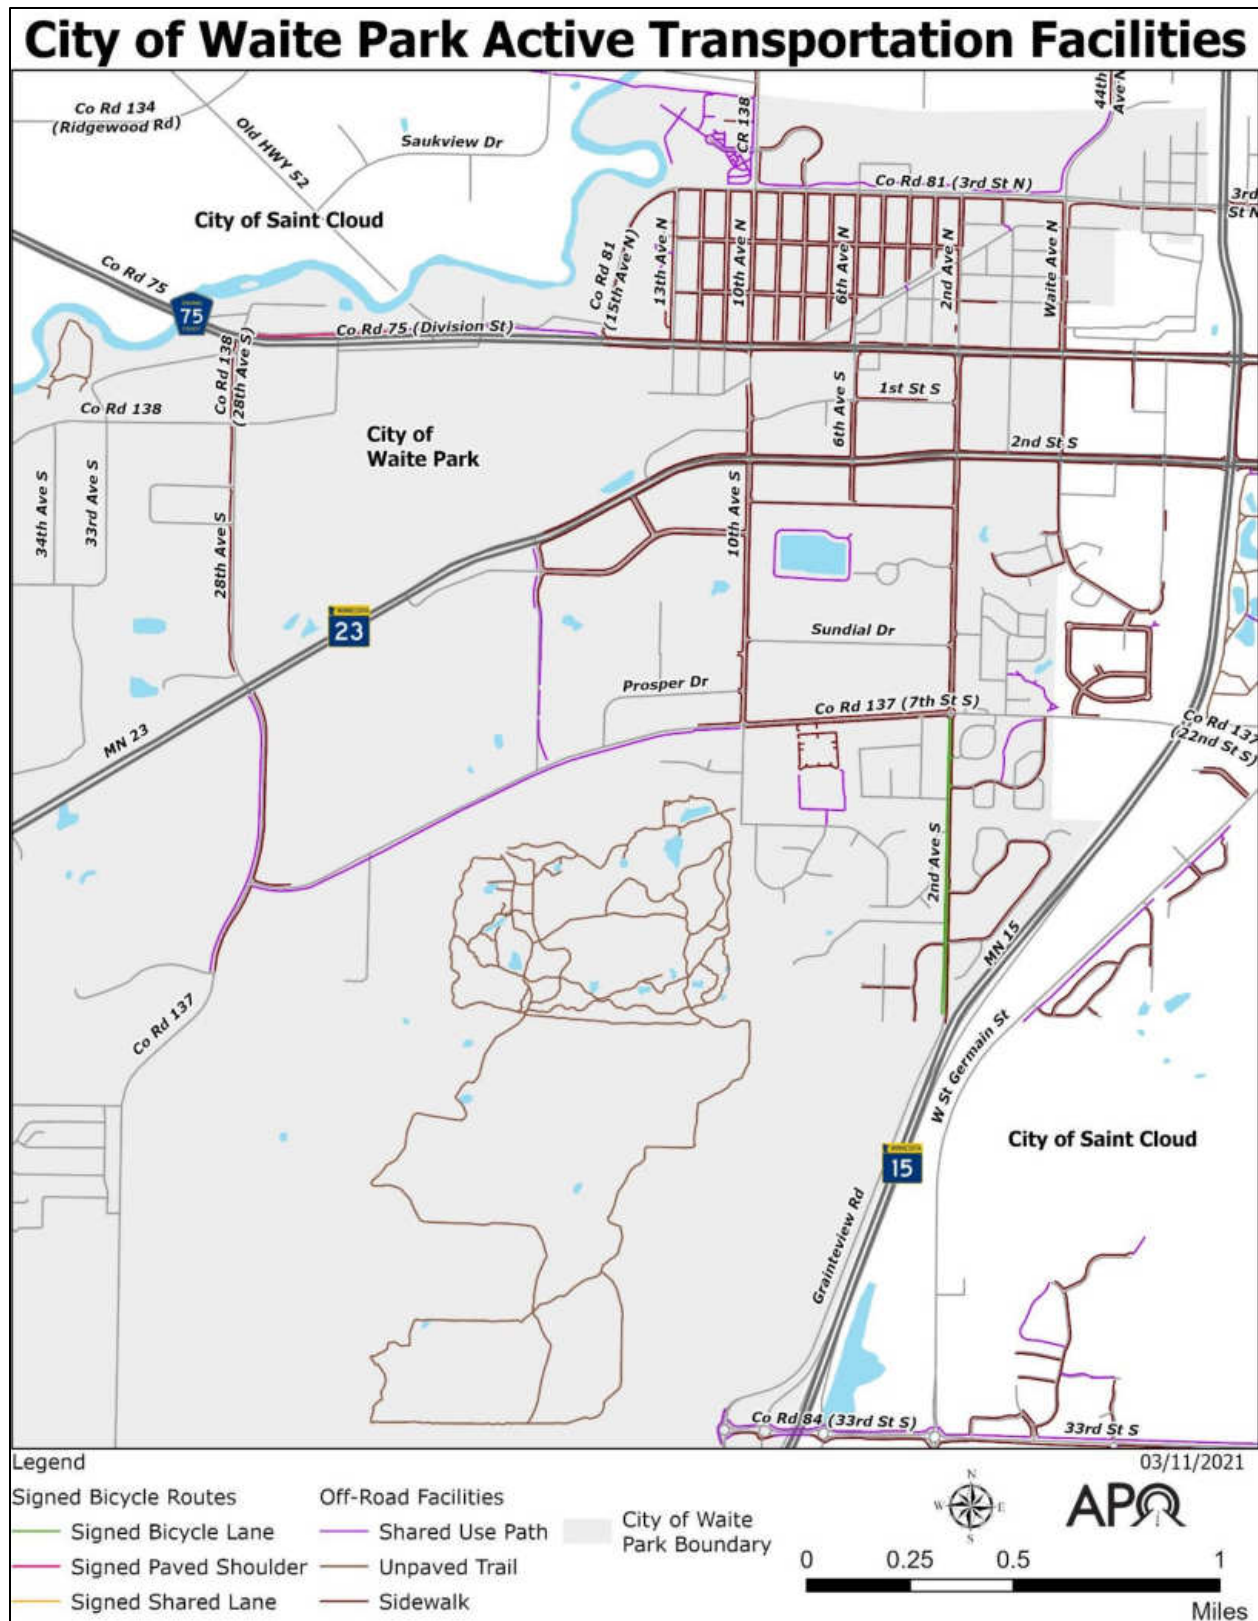 City of Waite Park Active Transportation Facilities
Co Rd 134
(Ridgewood Rd)
Old HWY 52
Saukview Dr
CR 138
44th
Ave N
Co Rd 81 (3rd St N)
3rd
St N
City of Saint Cloud
Co Rd 75
75
Co Rd 81
(15th Ave N)
13th Ave N
10th Ave N
6th Ave N
2nd Ave N
Waite Ave N
Co Rd 75 (Division St)
Co Rd 138
(28th Ave S)
Co Rd 138
City of
Waite Park
6th Ave S
1st St S
2nd St S
34th Ave S
33rd Ave S
28th Ave S
10th Ave S
MINNESOTA
23
Sundial Dr
Prosper Dr
Co Rd 137 (7th St S)
MN 23
Co Rd 137
(22nd St S)
2nd Ave S
MN 15
Co Rd 137
W St Germain St
City of Saint Cloud
MINNESOTA
15
Grainteview Rd
Co Rd 84 (33rd St S)
33rd St S
Legend
03/11/2021
Signed Bicycle Routes
Signed Bicycle Lane
Signed Paved Shoulder
Signed Shared Lane
Off-Road Facilities
Shared Use Path
Unpaved Trail
Sidewalk
City of Waite
Park Boundary
N
W
E
S
APO
0 0.25 0.5 1
Miles